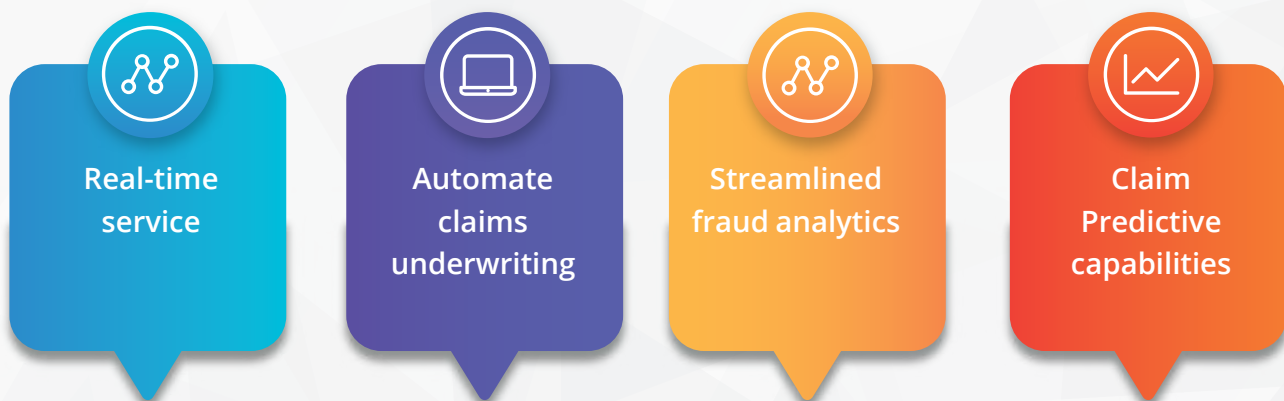 Real-time
service
Automate
claims
underwriting
Streamlined
fraud analytics
Claim
Predictive
capabilities